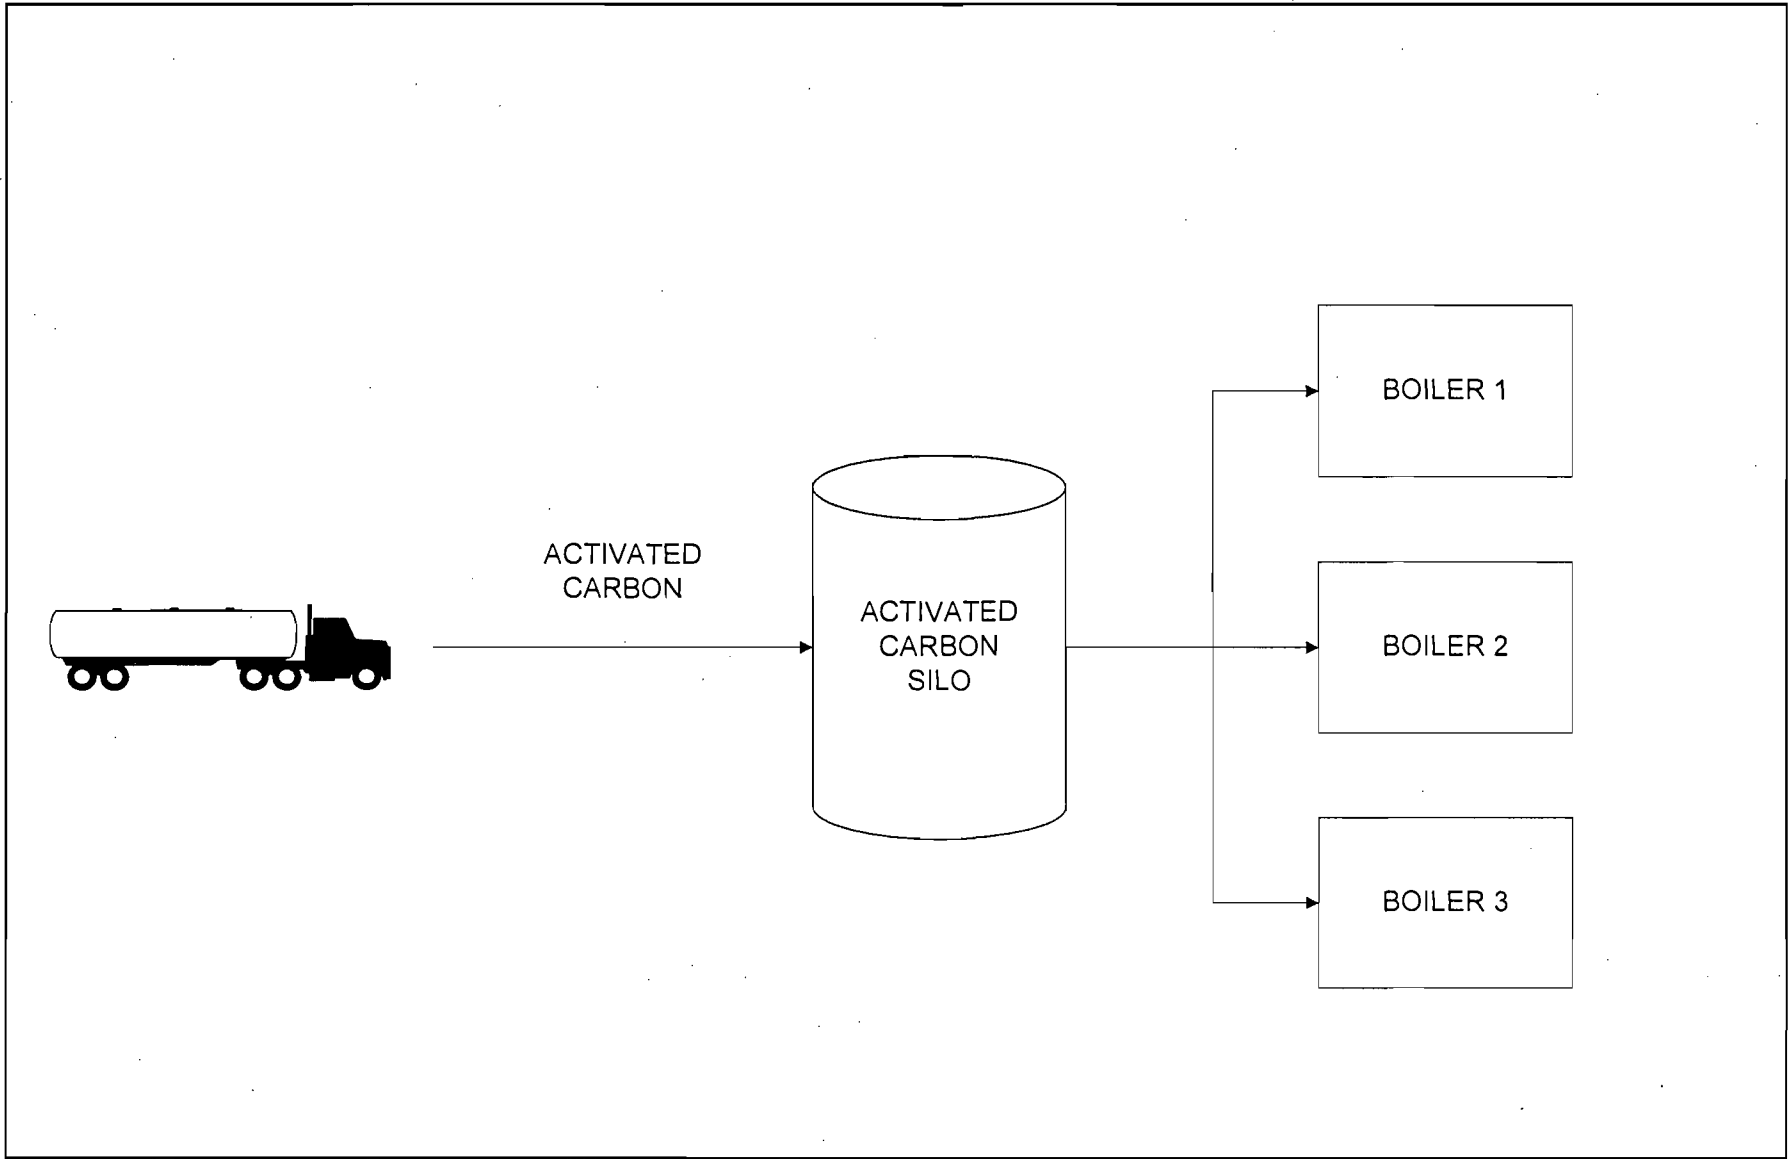 ACTIVATED
CARBON
ACTIVATED
CARBON
SILO
BOILER 1
BOILER 2
BOILER 3